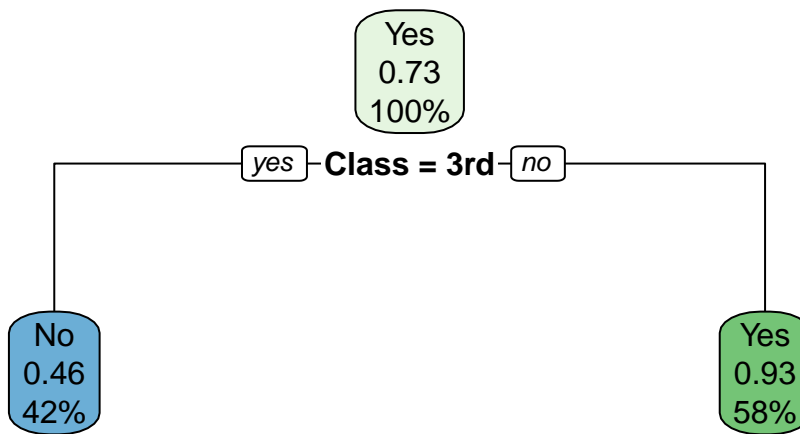 Yes
0.73
100%
yes Class = 3rd no
No
0.46
42%
Yes
0.93
58%